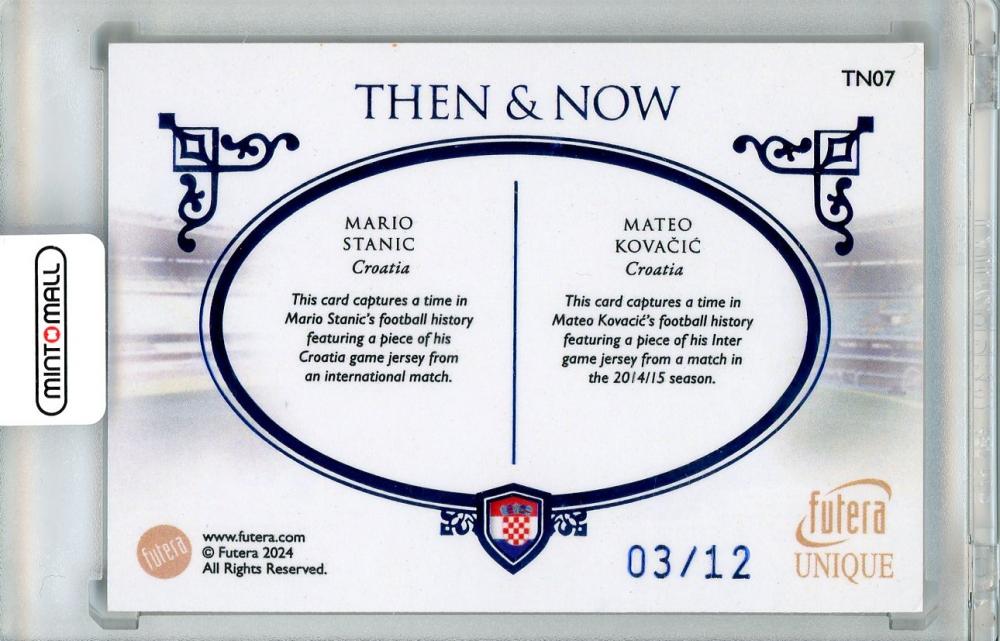 TN07
THEN & NOW
MARIO
STANIC
Croatia
This card captures a time in
Mario Stanic's football history
featuring a piece of his
Croatia game jersey from
an international match.
MATEO
KOVAČIĆ
Croatia
This card captures a time in
Mateo Kovacić's football history
featuring a piece of his Inter
game jersey from a match in
the 2014/15 season.
MINTOMALL
futera
www.futera.com
© Futera 2024
All Rights Reserved.
03/12
futera
UNIQUE